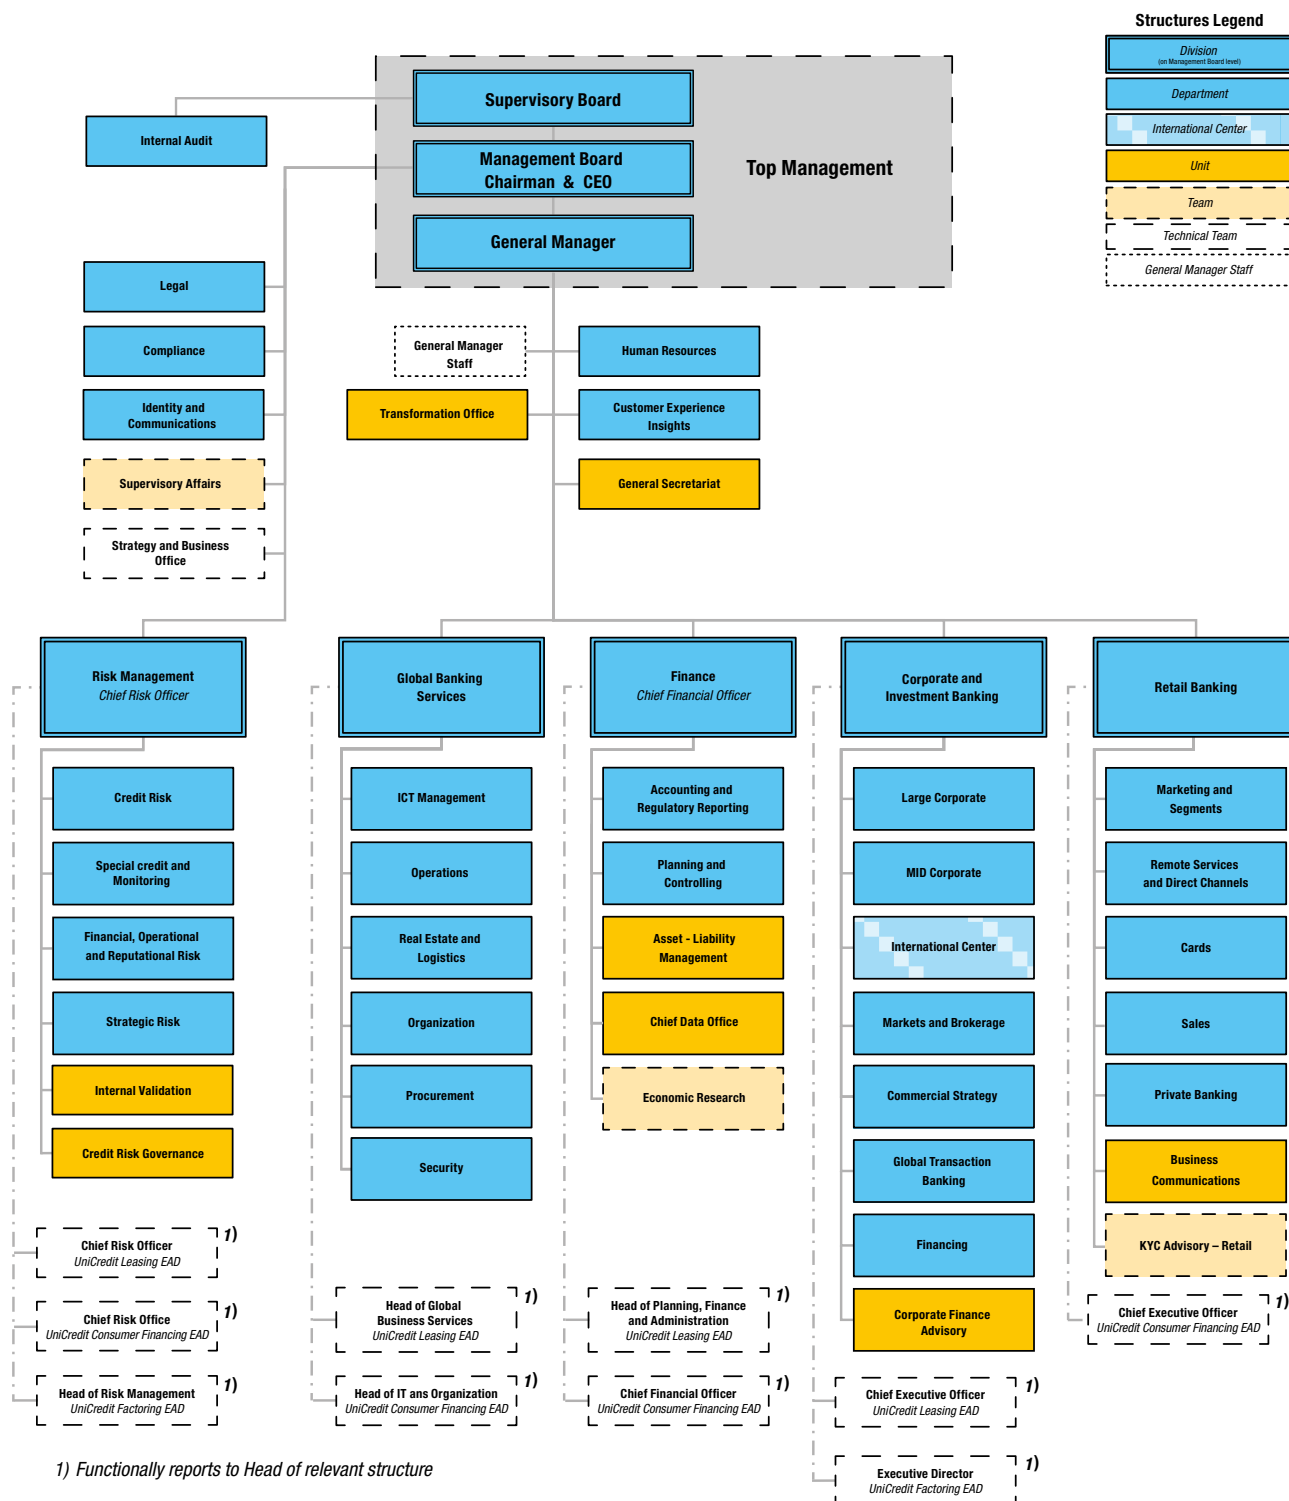 Structures Legend
Division
(on Management Board level)
Department
International Center
Unit
Team
Technical Team
General Manager Staff
Supervisory Board
Internal Audit
Management Board
Chairman & CEO
Top Management
General Manager
Legal
Compliance
Identity and
Communications
Supervisory Affairs
Strategy and Business
Office
General Manager
Staff
Human Resources
Transformation Office
Customer Experience
Insights
General Secretariat
Risk Management
Chief Risk Officer
Global Banking
Services
Finance
Chief Financial Officer
Corporate and
Investment Banking
Retail Banking
Credit Risk
Special credit and
Monitoring
Financial, Operational
and Reputational Risk
Strategic Risk
Internal Validation
Credit Risk Governance
Chief Risk Officer
UniCredit Leasing EAD
1)
Chief Risk Office
UniCredit Consumer Financing EAD
1)
Head of Risk Management
UniCredit Factoring EAD
1)
ICT Management
Operations
Real Estate and
Logistics
Organization
Procurement
Security
Head of Global
Business Services
UniCredit Leasing EAD
1)
Head of IT ans Organization
UniCredit Consumer Financing EAD
1)
Accounting and
Regulatory Reporting
Planning and
Controlling
Asset - Liability
Management
Chief Data Office
Economic Research
Head of Planning, Finance
and Administration
UniCredit Leasing EAD
1)
Chief Financial Officer
UniCredit Consumer Financing EAD
1)
Large Corporate
MID Corporate
International Center
Markets and Brokerage
Commercial Strategy
Global Transaction
Banking
Financing
Corporate Finance
Advisory
Chief Executive Officer
UniCredit Leasing EAD
1)
Executive Director
UniCredit Factoring EAD
1)
Marketing and
Segments
Remote Services
and Direct Channels
Cards
Sales
Private Banking
Business
Communications
KYC Advisory – Retail
Chief Executive Officer
UniCredit Consumer Financing EAD
1)
1) Functionally reports to Head of relevant structure